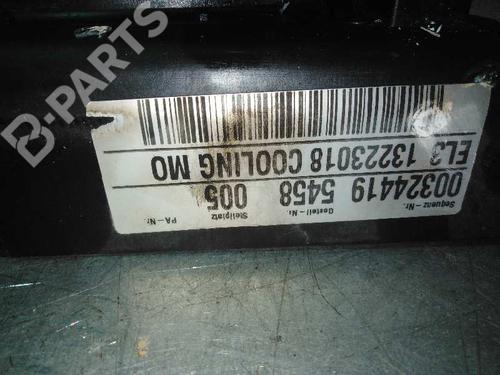 B-PARTS
Sequenz-Nr. Gestell-Nr. Stellplatz PA-Nr
00324419 5458 005
EL3 13223018 COOLING MO